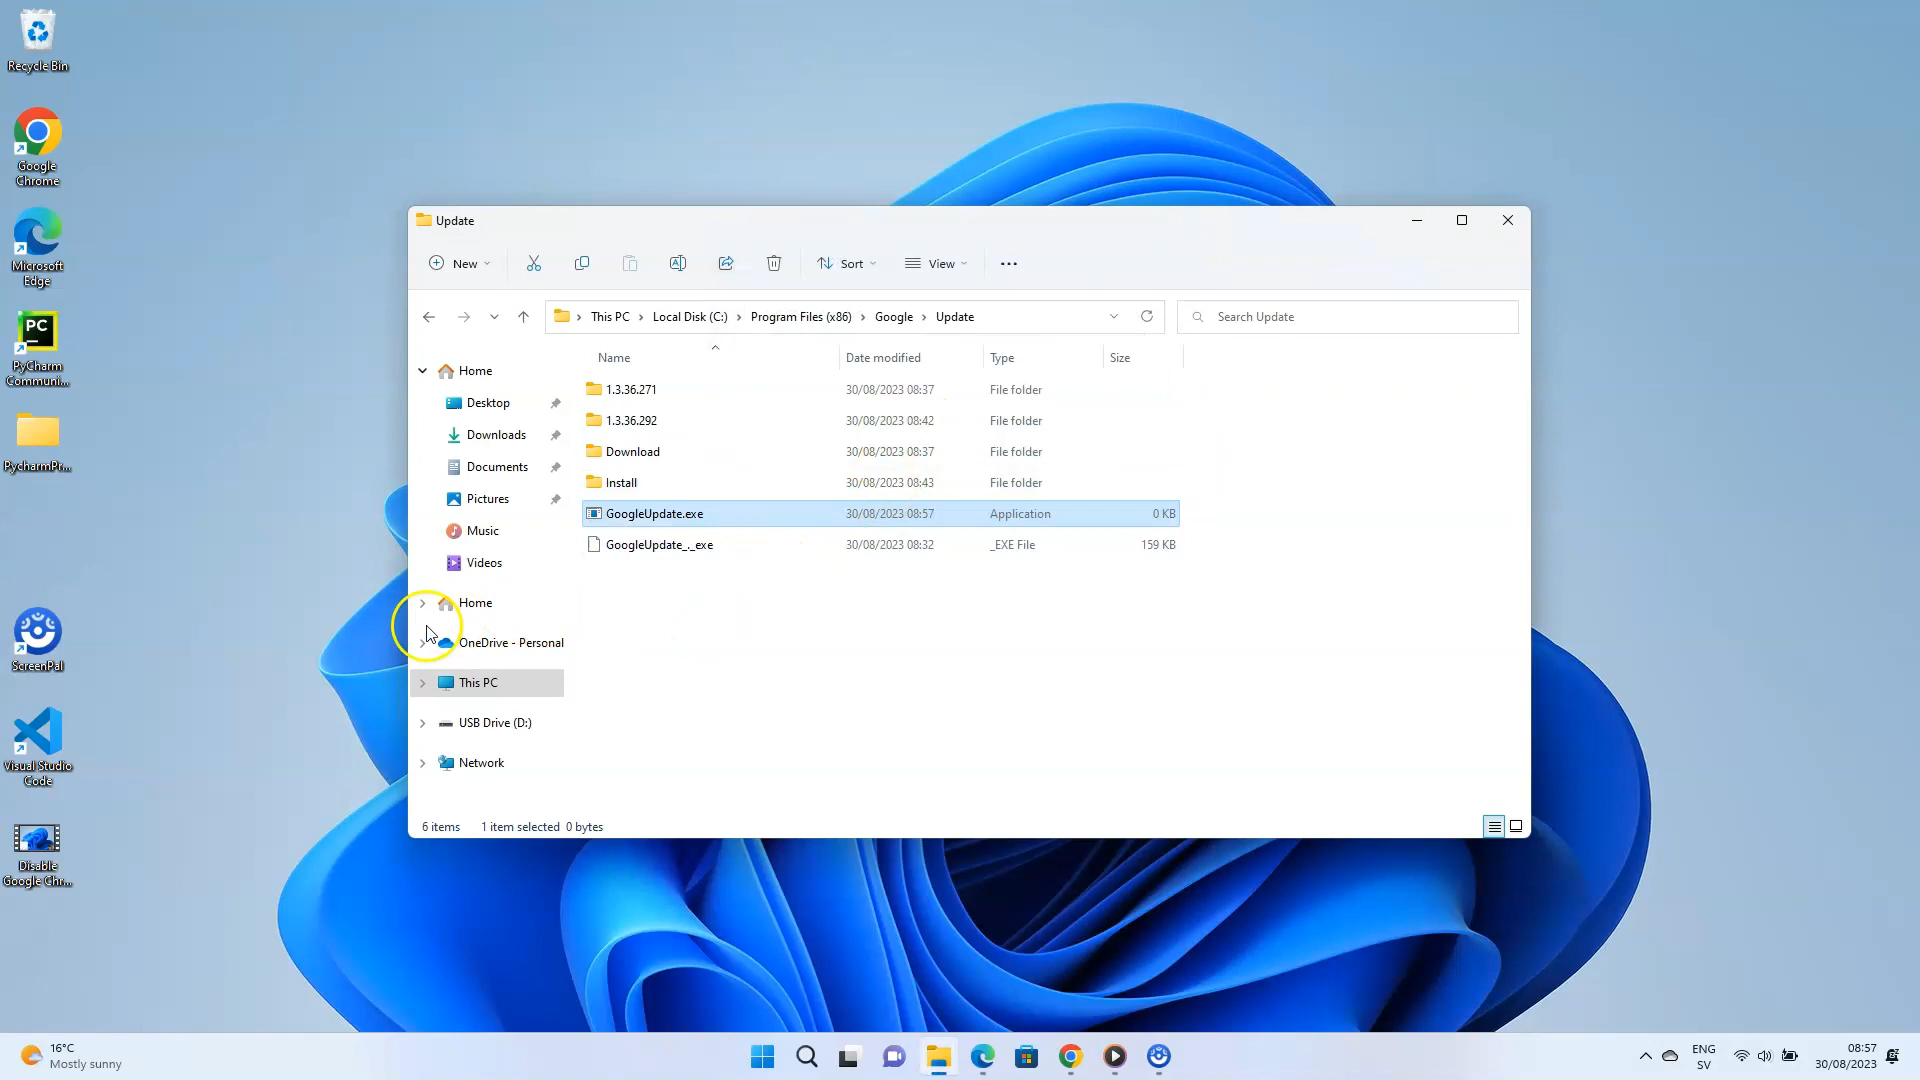 Recycle Bin
Google
Chrome
Microsoft
Edge
PC
PyCharm
Communi...
PycharmPr...
ScreenPal
Visual Studio
Code
Disable
Google Chr...
Update
New
Sort
View
This PC > Local Disk (C:) > Program Files (x86) > Google > Update
Search Update
Name Date modified Type Size
Home
Desktop
Downloads
Documents
Pictures
Music
Videos
Home
OneDrive - Personal
This PC
USB Drive (D:)
Network
1.3.36.271 30/08/2023 08:37 File folder
1.3.36.292 30/08/2023 08:42 File folder
Download 30/08/2023 08:37 File folder
Install 30/08/2023 08:43 File folder
GoogleUpdate.exe 30/08/2023 08:57 Application 0 KB
GoogleUpdate_._exe 30/08/2023 08:32 _EXE File 159 KB
6 items 1 item selected 0 bytes
16°C
Mostly sunny
ENG
SV
08:57
30/08/2023